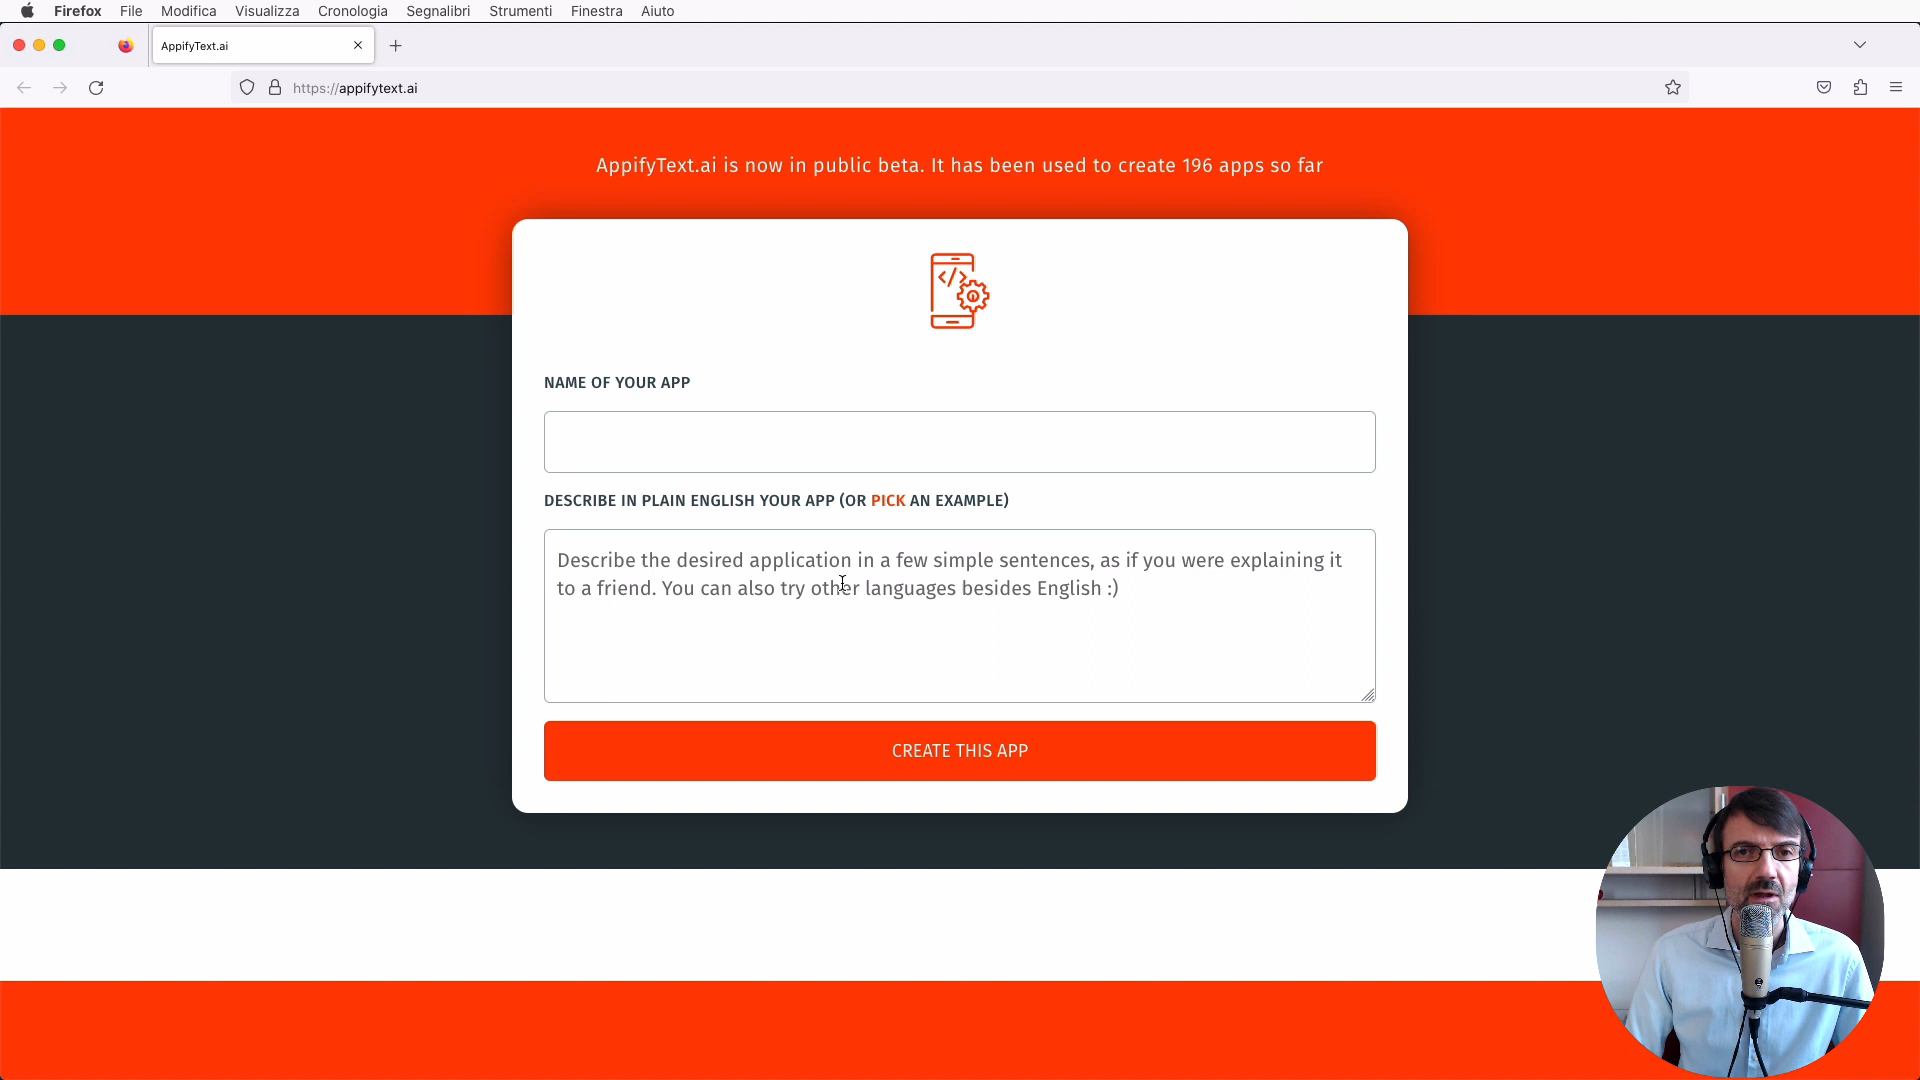 Firefox File Modifica Visualizza Cronologia Segnalibri Strumenti Finestra Aiuto
AppifyText.ai
https://appifytext.ai
AppifyText.ai is now in public beta. It has been used to create 196 apps so far
</>
NAME OF YOUR APP
DESCRIBE IN PLAIN ENGLISH YOUR APP (OR PICK AN EXAMPLE)
Describe the desired application in a few simple sentences, as if you were explaining it
to a friend. You can also try other languages besides English :)
CREATE THIS APP